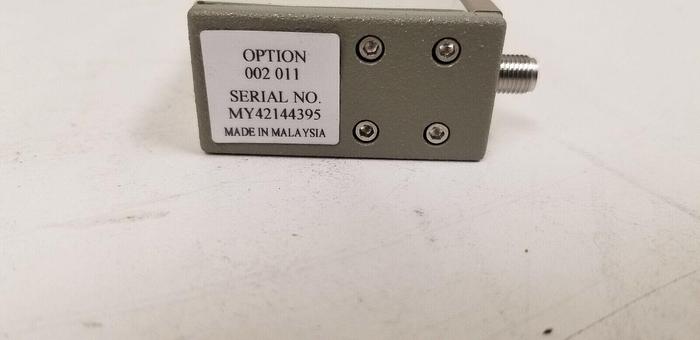 OPTION
002 011
SERIAL NO.
MY42144395
MADE IN MALAYSIA